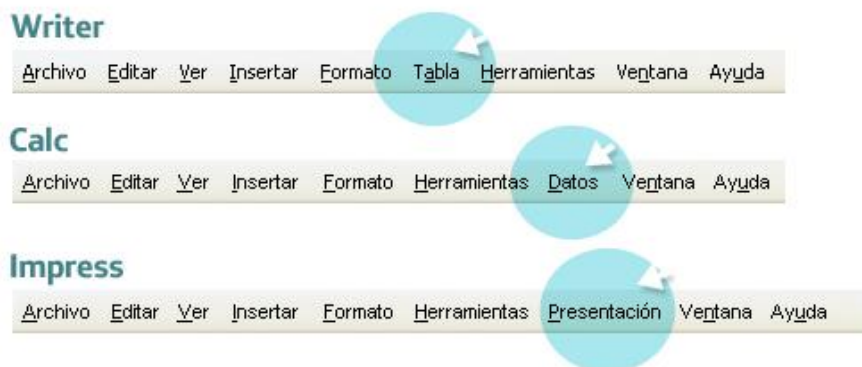 Writer
Archivo Editar Ver Insertar Formato Tabla Herramientas Ventana Ayuda
Calc
Archivo Editar Ver Insertar Formato Herramientas Datos Ventana Ayuda
Impress
Archivo Editar Ver Insertar Formato Herramientas Presentación Ventana Ayuda